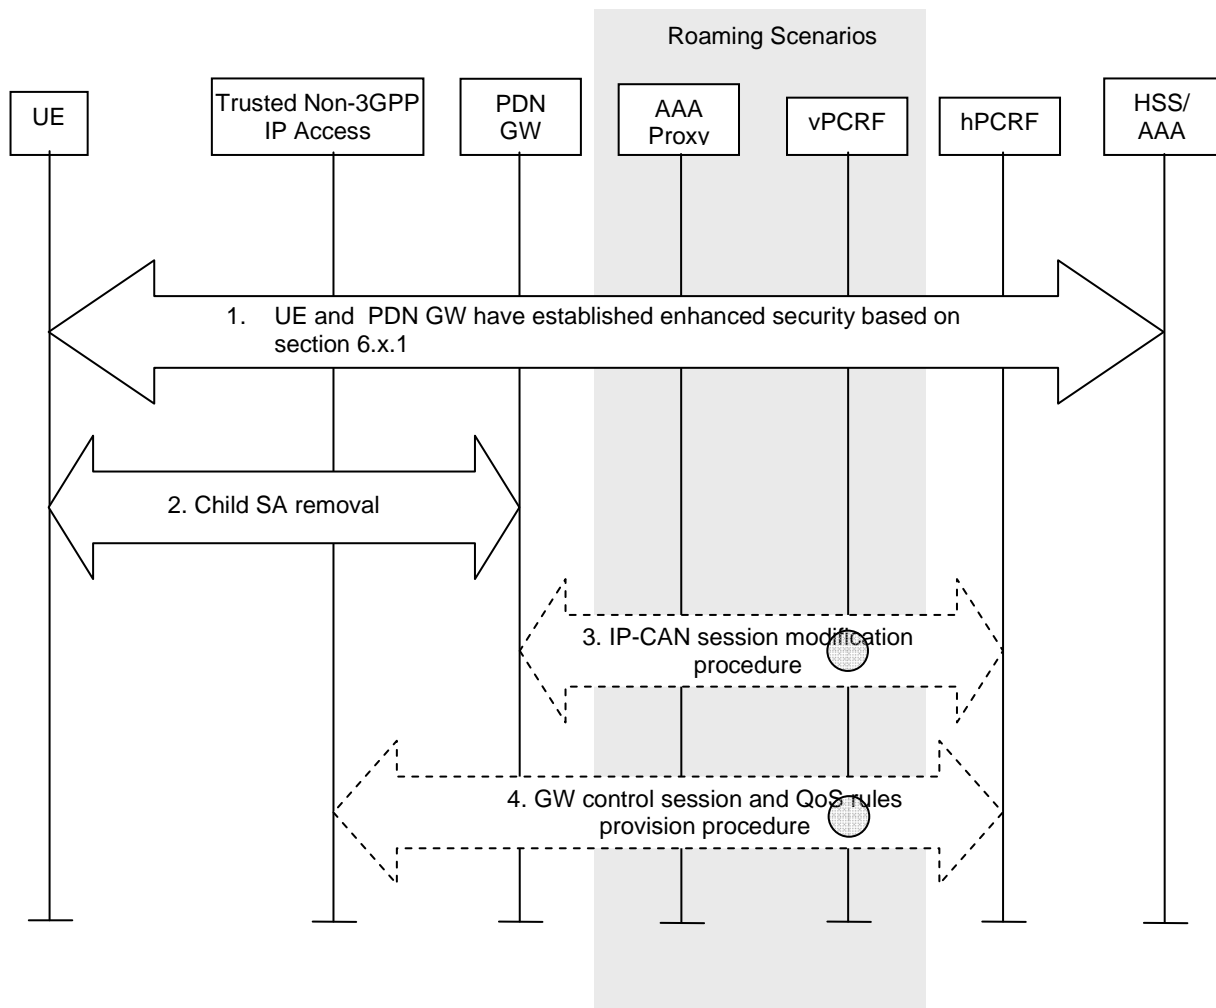 Roaming Scenarios
UE
Trusted Non-3GPP
IP Access
PDN
GW
AAA
Proxy
vPCRF
hPCRF
HSS/
AAA
1. UE and PDN GW have established enhanced security based on
section 6.x.1
2. Child SA removal
3. IP-CAN session modification
procedure
4. GW control session and QoS rules
provision procedure